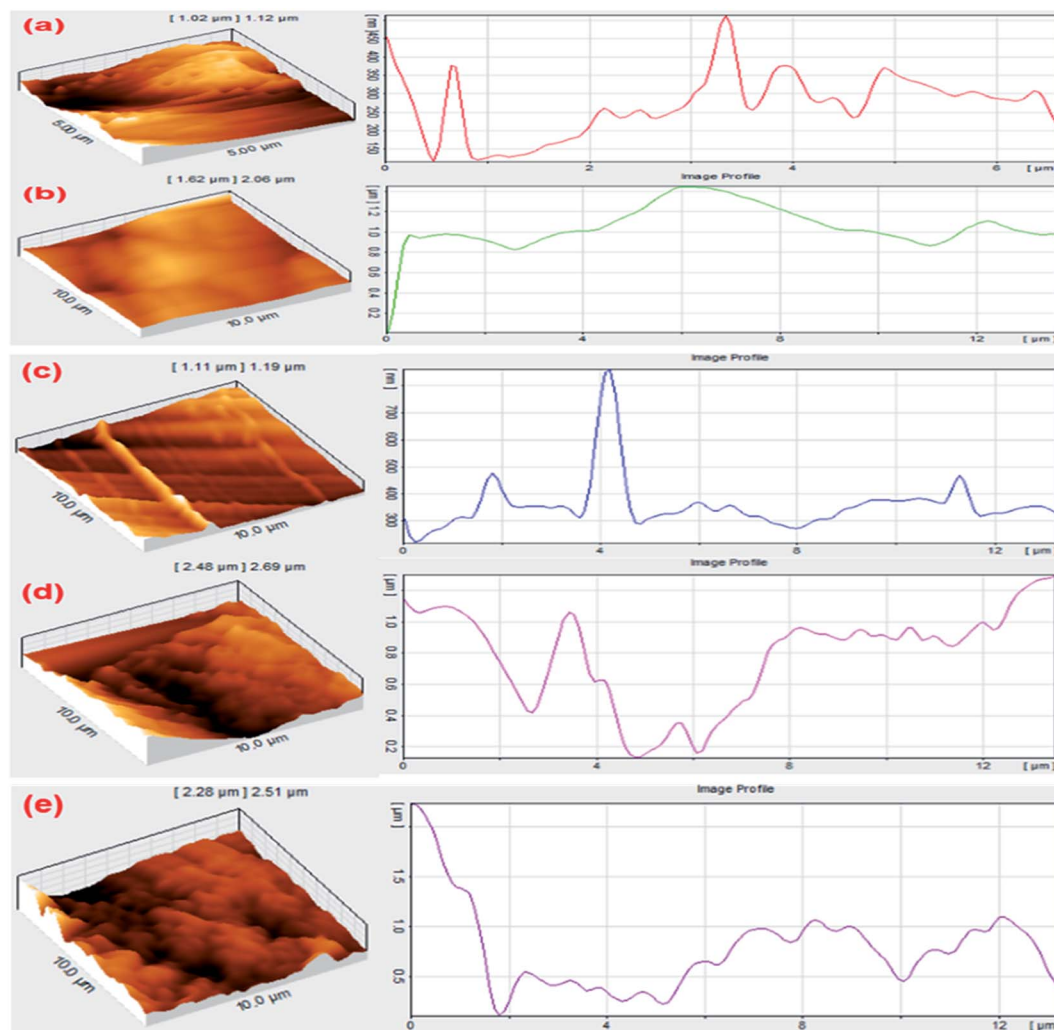 (a)
[ 1.02 µm ] 1.12 µm
5.00 µm
5.00 µm
[ nm ]
450
400
350
300
250
200
150
0
2
4
6
[ µm ]
(b)
[ 1.62 µm ] 2.06 µm
10.0 µm
10.0 µm
Image Profile
[µm ]
1.2
1.0
0.8
0.6
0.4
0.2
0
4
8
12
[ µm ]
(c)
[ 1.11 µm ] 1.19 µm
10.0 µm
10.0 µm
Image Profile
[ nm ]
700
600
500
400
300
0
4
8
12
[ µm ]
(d)
[ 2.48 µm ] 2.69 µm
10.0 µm
10.0 µm
Image Profile
[ µm ]
1.0
0.8
0.6
0.4
0.2
0
4
8
12
[ µm ]
(e)
[ 2.28 µm ] 2.51 µm
10.0 µm
10.0 µm
Image Profile
[ µm ]
1.5
1.0
0.5
0
4
8
12
[ µm ]